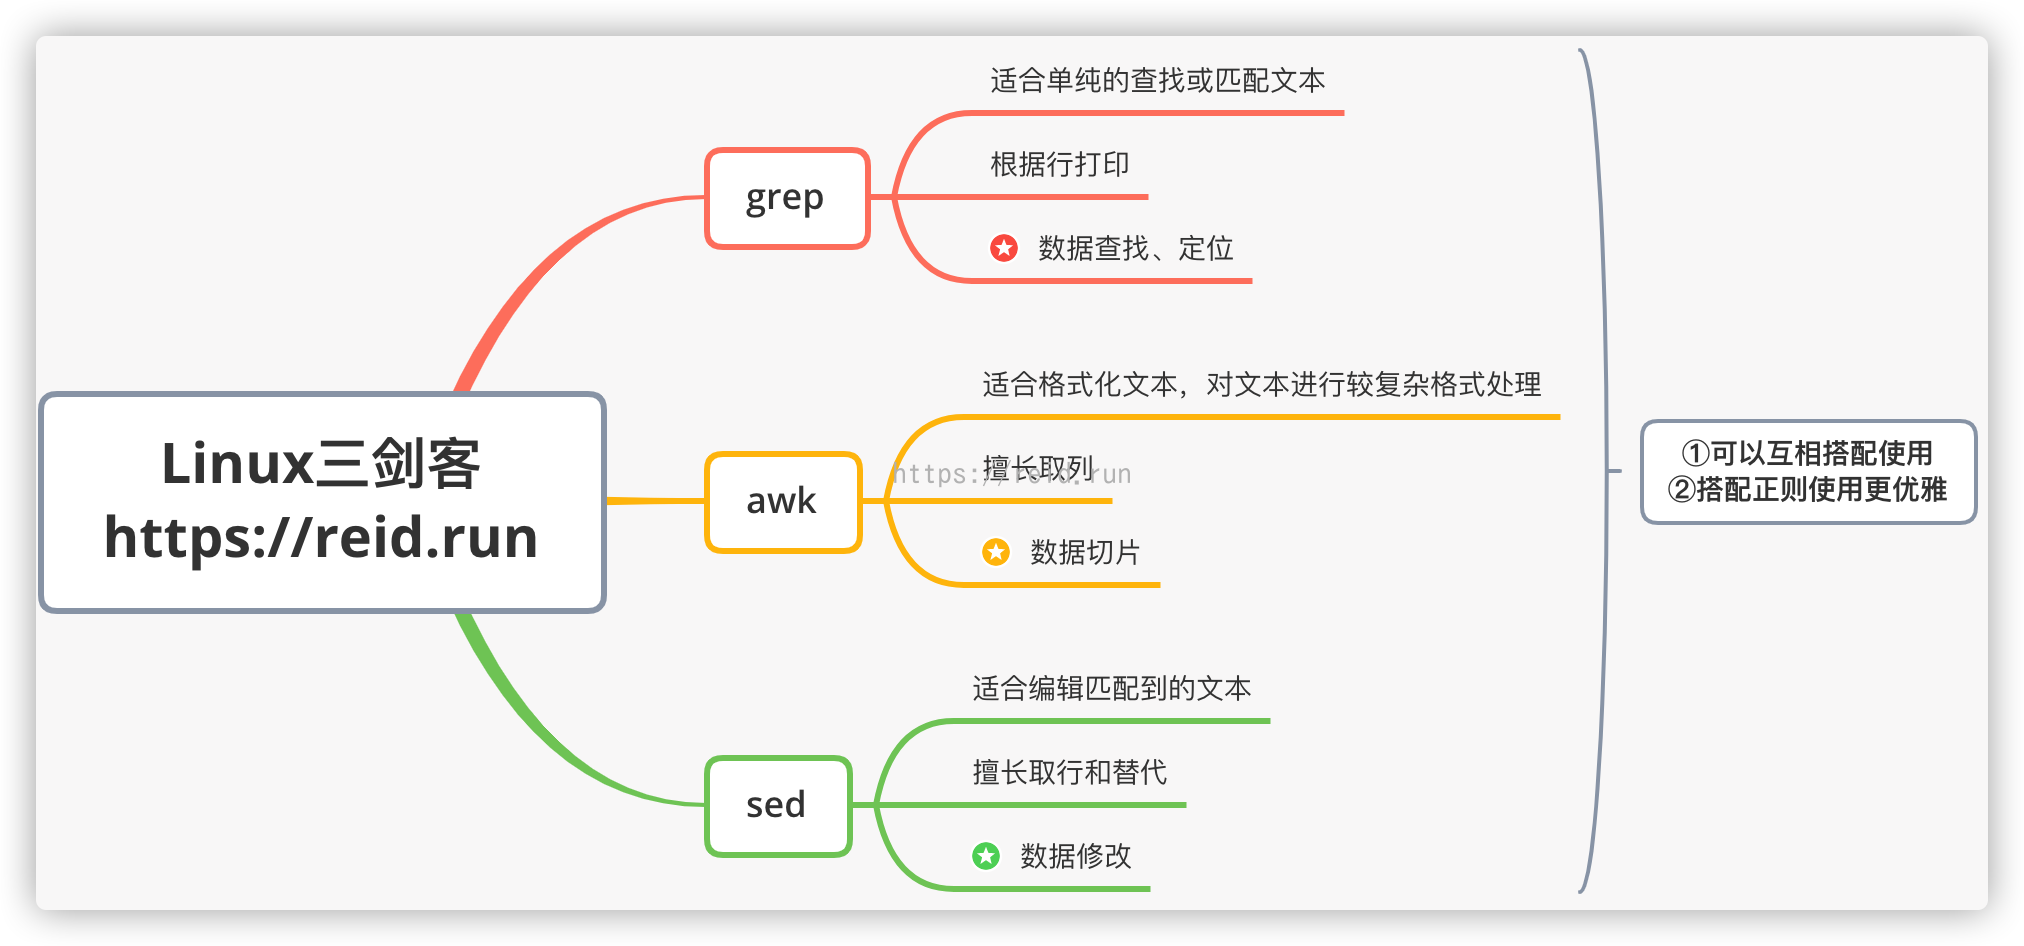 Linux三剑客
https://reid.run
grep
适合单纯的查找或匹配文本
根据行打印
数据查找、定位
awk
适合格式化文本，对文本进行较复杂格式处理
擅长取列
https://reid.run
数据切片
sed
适合编辑匹配到的文本
擅长取行和替代
数据修改
①可以互相搭配使用
②搭配正则使用更优雅